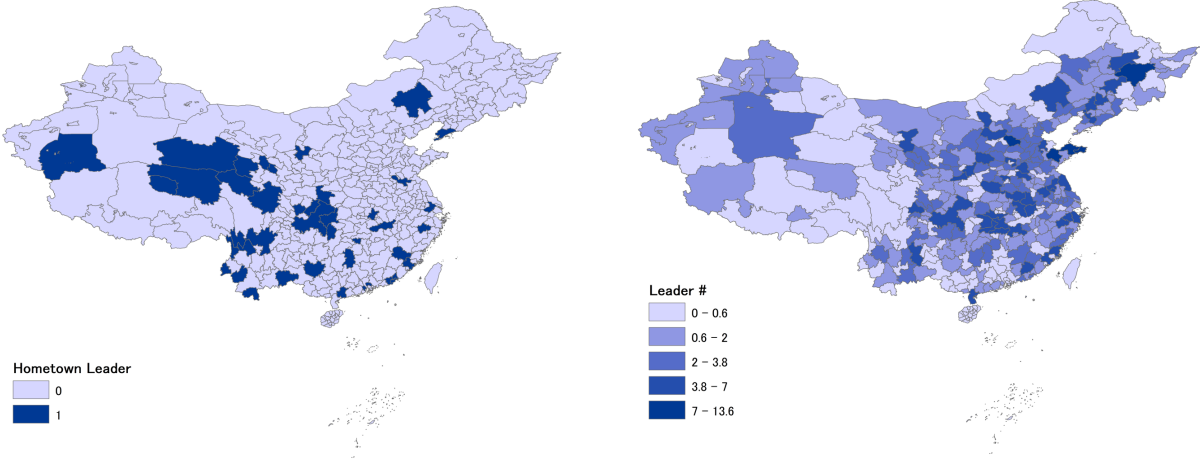 Hometown Leader
0
1
Leader #
0 – 0.6
0.6 – 2
2 – 3.8
3.8 – 7
7 – 13.6